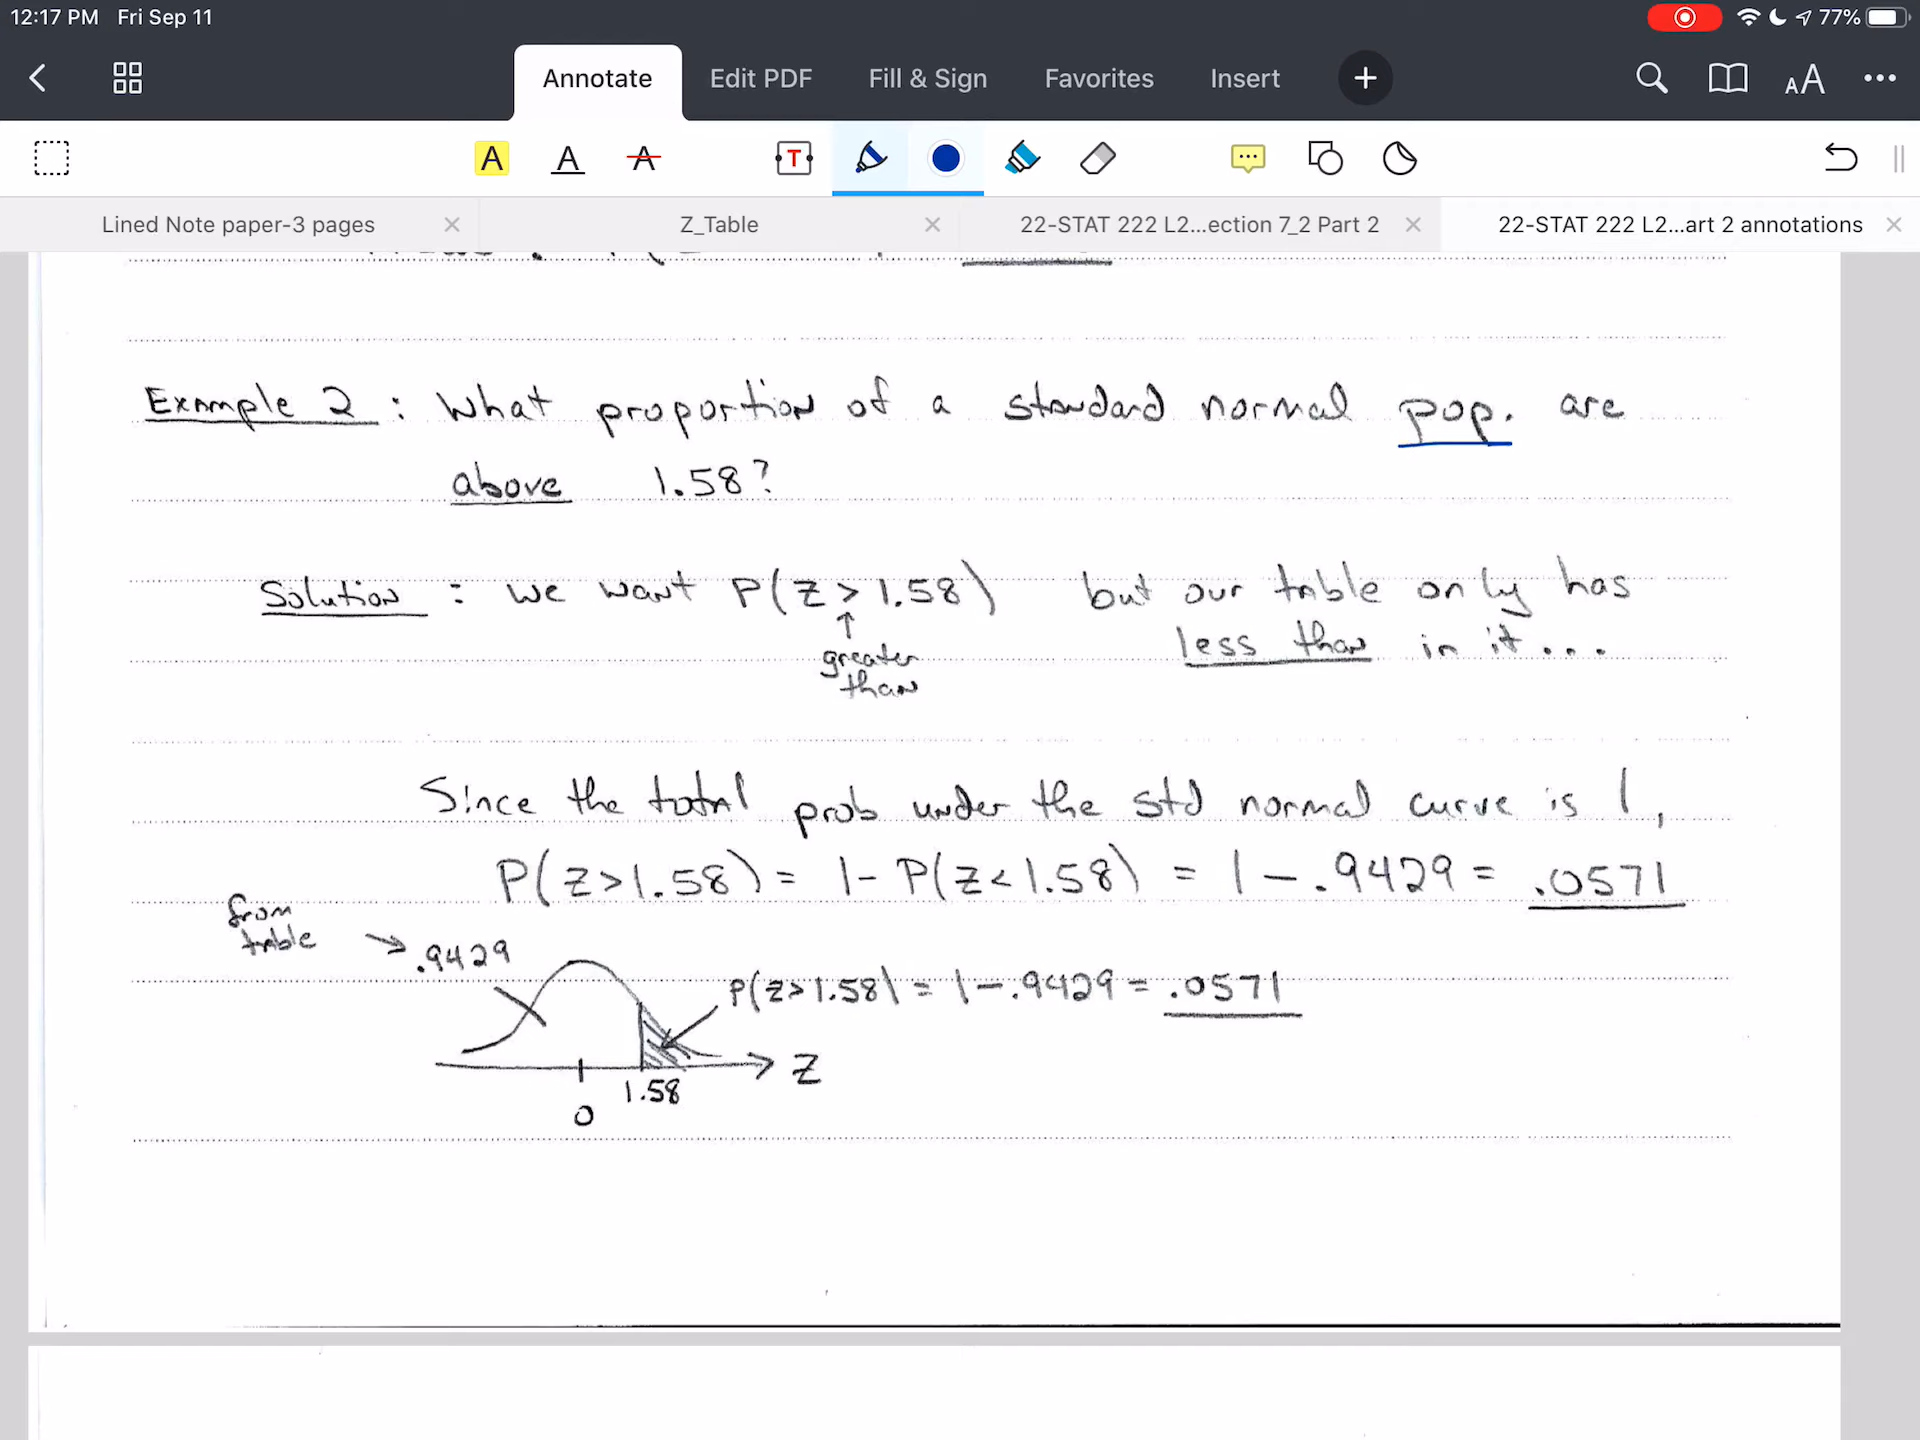 12:17 PM Fri Sep 11
77%
Annotate Edit PDF Fill & Sign Favorites Insert
AA
A A A T
Lined Note paper-3 pages Z_Table 22-STAT 222 L2...ection 7_2 Part 2 22-STAT 222 L2...art 2 annotations
Example 2 : What proportion of a standard normal pop. are
above 1.58?
Solution : we want P(Z > 1.58) but our table only has
less than in it...
↑
greater
than
Since the total prob under the std normal curve is 1,
P(Z>1.58) = 1- P(Z<1.58) = 1 - .9429 = .0571
from
table → .9429
P(Z>1.58) = 1 - .9429 = .0571
Z
1.58
0